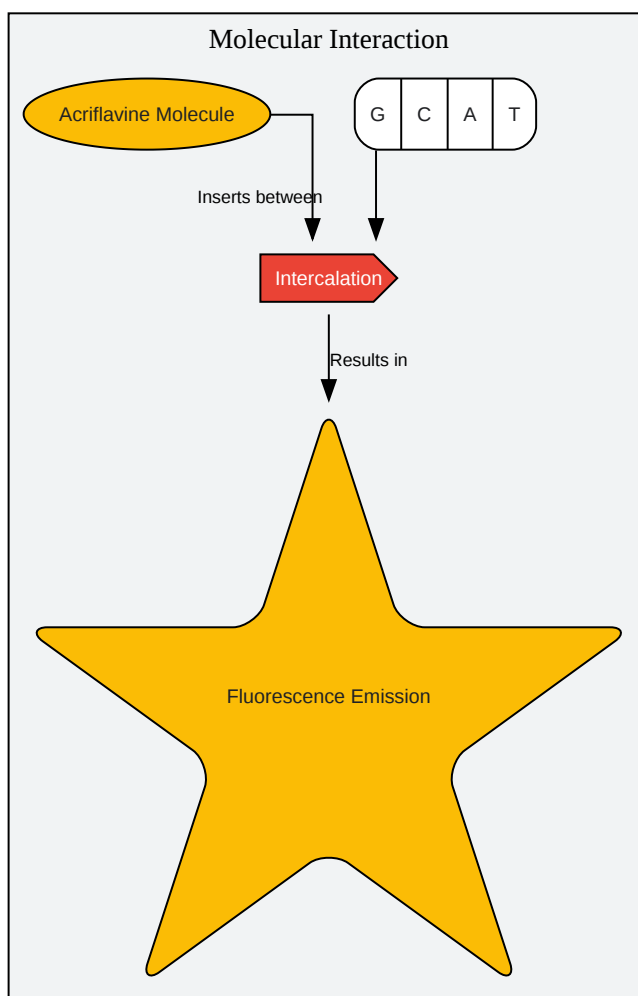 Molecular Interaction
Acriflavine Molecule
G C A T
Inserts between
Intercalation
Results in
Fluorescence Emission